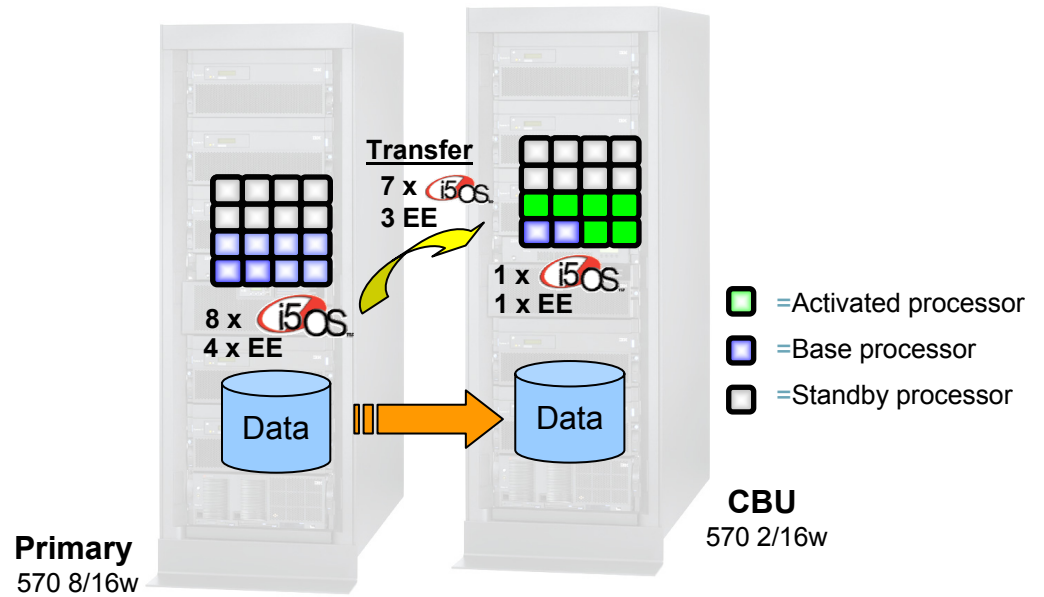 Transfer
7 x i5OS
3 EE
8 x i5OS
4 x EE
1 x i5OS
1 x EE
Data
Data
=Activated processor
=Base processor
=Standby processor
CBU
570 2/16w
Primary
570 8/16w